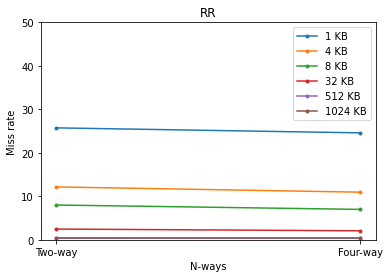 RR
50
40
30
20
10
0
Miss rate
1 KB
4 KB
8 KB
32 KB
512 KB
1024 KB
Two-way
Four-way
N-ways